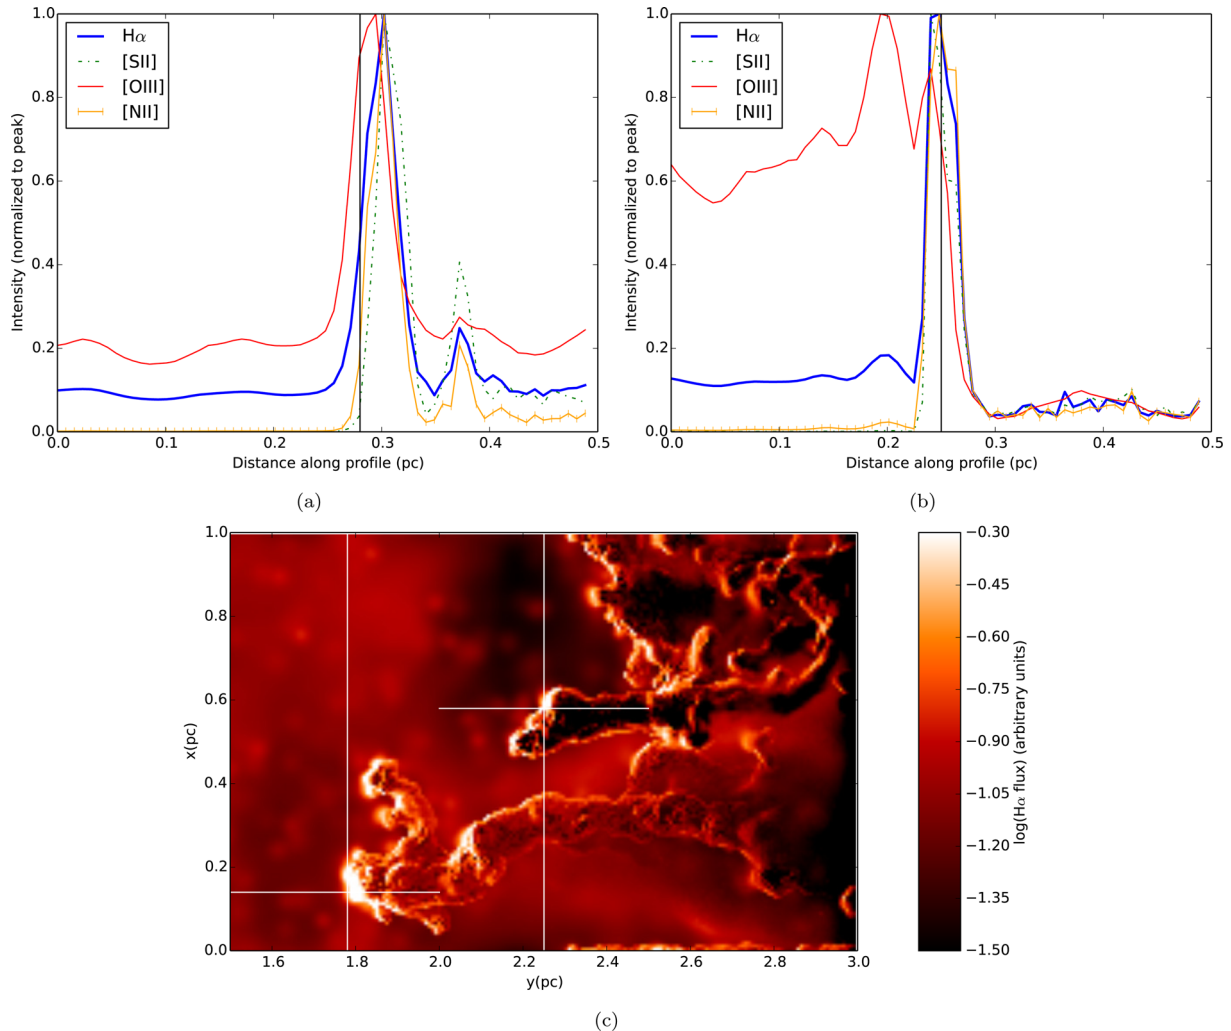 Hα
[SII]
[OIII]
[NII]
Intensity (normalized to peak)
1.0
0.8
0.6
0.4
0.2
0.0
0.0 0.1 0.2 0.3 0.4 0.5
Distance along profile (pc)
(a)
Hα
[SII]
[OIII]
[NII]
Intensity (normalized to peak)
1.0
0.8
0.6
0.4
0.2
0.0
0.0 0.1 0.2 0.3 0.4 0.5
Distance along profile (pc)
(b)
x(pc)
1.0
0.8
0.6
0.4
0.2
0.0
1.6 1.8 2.0 2.2 2.4 2.6 2.8 3.0
y(pc)
−0.30
−0.45
−0.60
−0.75
−0.90
−1.05
−1.20
−1.35
−1.50
log(Hα flux) (arbitrary units)
(c)